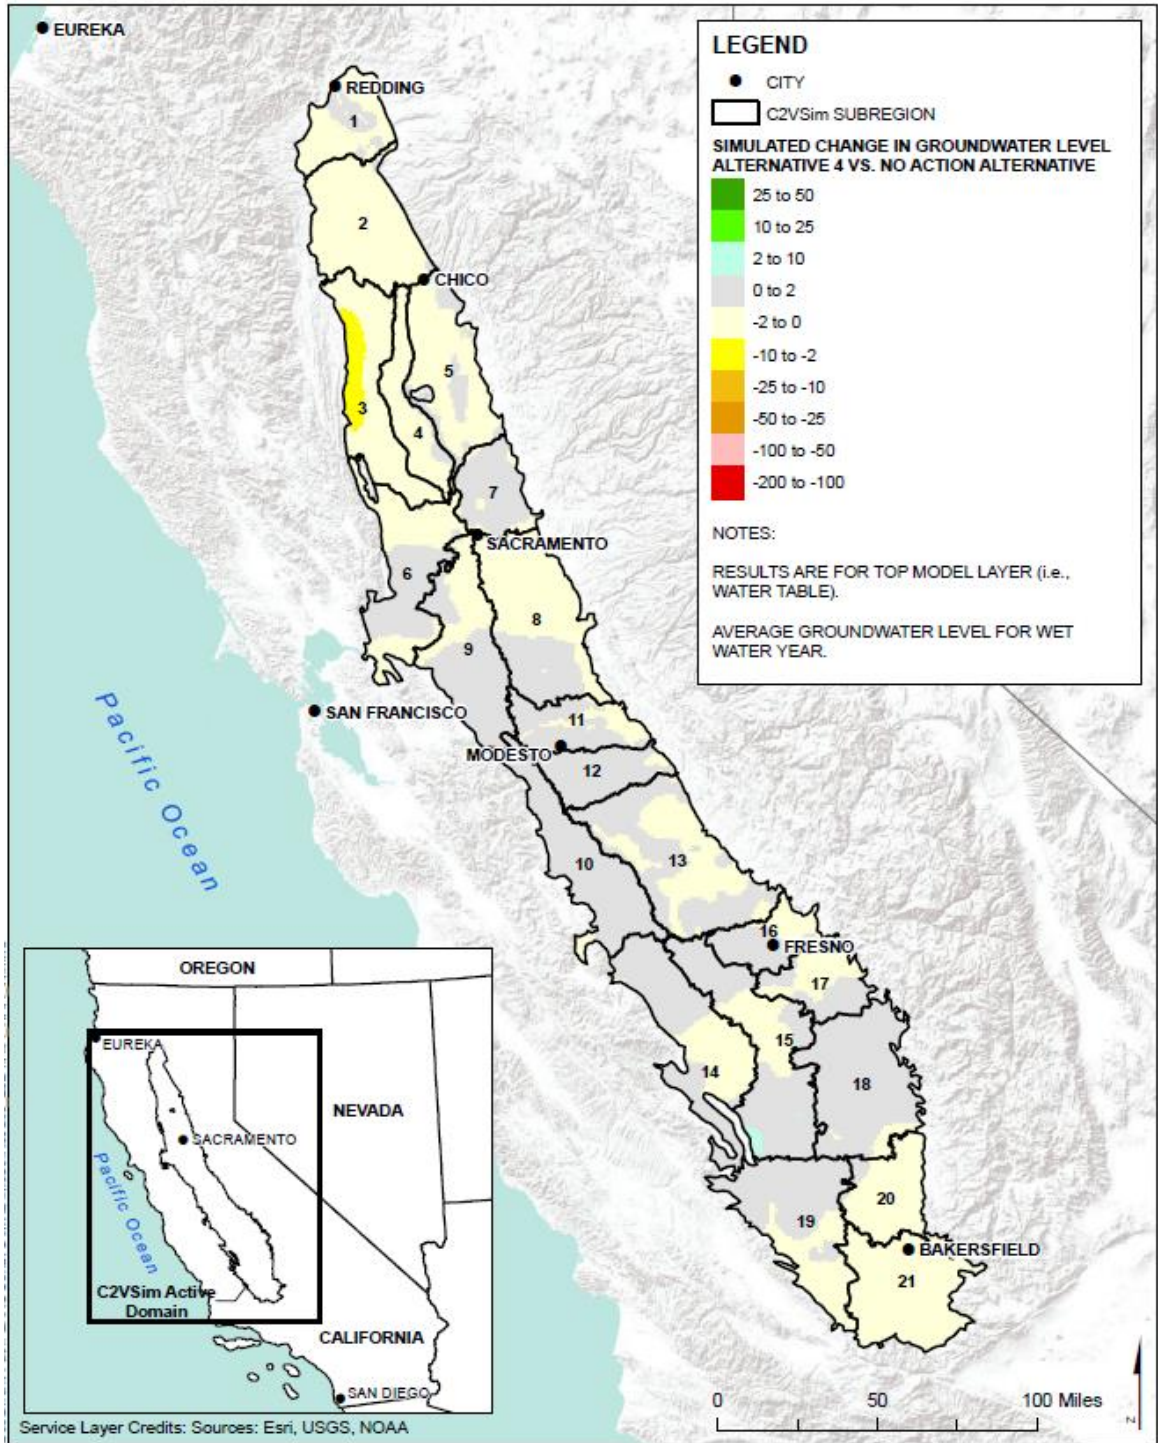 EUREKA
REDDING
1
2
CHICO
3
4
5
7
SACRAMENTO
6
8
9
SAN FRANCISCO
11
MODESTO
12
10
13
16
FRESNO
17
15
14
18
20
19
BAKERSFIELD
21
Pacific Ocean
LEGEND
CITY
C2VSim SUBREGION
SIMULATED CHANGE IN GROUNDWATER LEVEL
ALTERNATIVE 4 VS. NO ACTION ALTERNATIVE
25 to 50
10 to 25
2 to 10
0 to 2
-2 to 0
-10 to -2
-25 to -10
-50 to -25
-100 to -50
-200 to -100
NOTES:
RESULTS ARE FOR TOP MODEL LAYER (i.e.,
WATER TABLE).
AVERAGE GROUNDWATER LEVEL FOR WET
WATER YEAR.
OREGON
EUREKA
NEVADA
SACRAMENTO
Pacific Ocean
C2VSim Active
Domain
CALIFORNIA
SAN DIEGO
0 50 100 Miles
Z
Service Layer Credits: Sources: Esri, USGS, NOAA